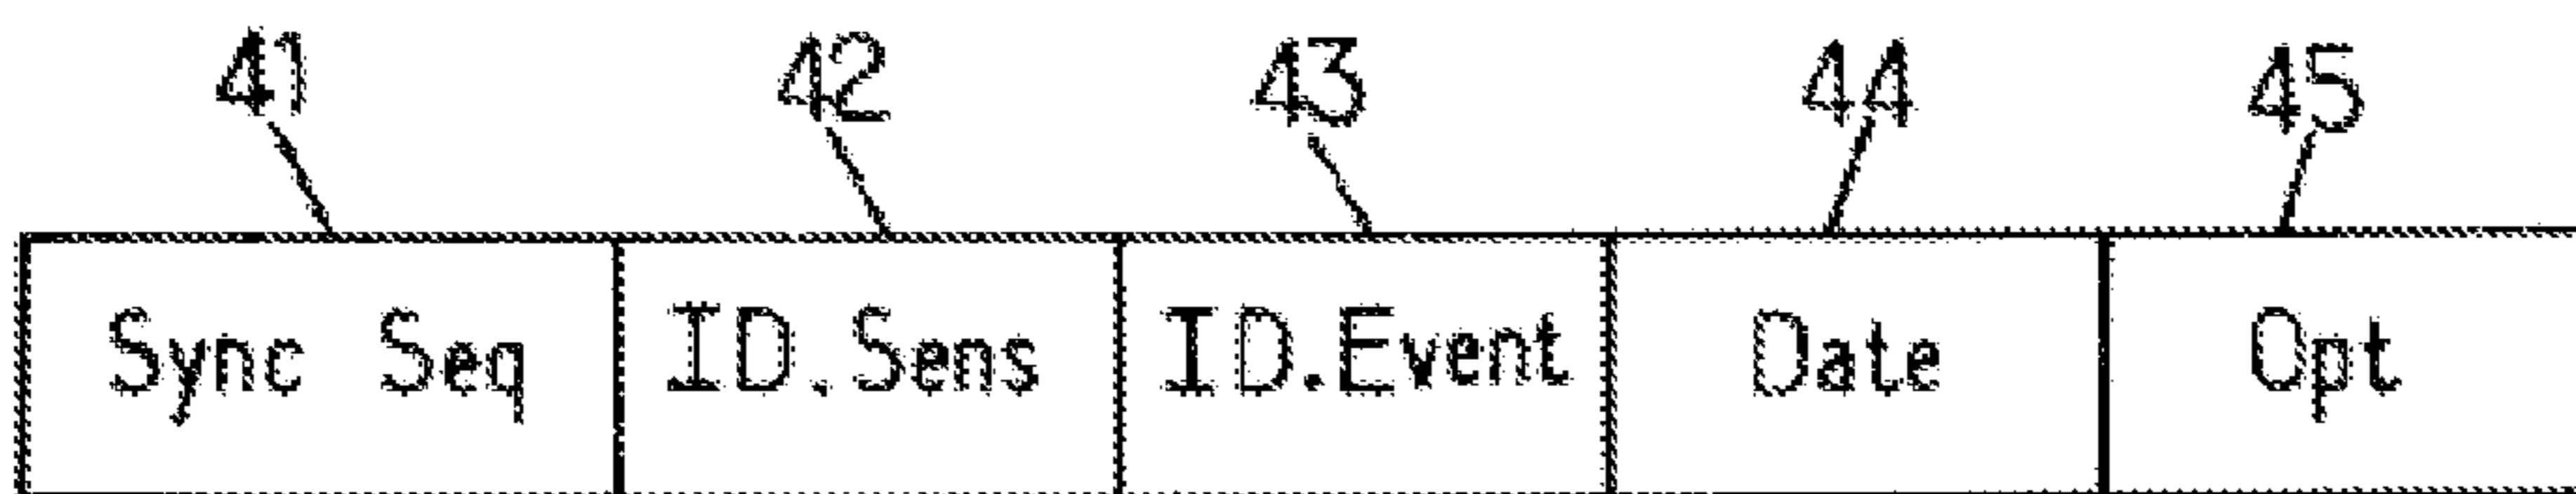 41 42 43 44 45
Sync Seq ID.Sens ID.Event Date Opt